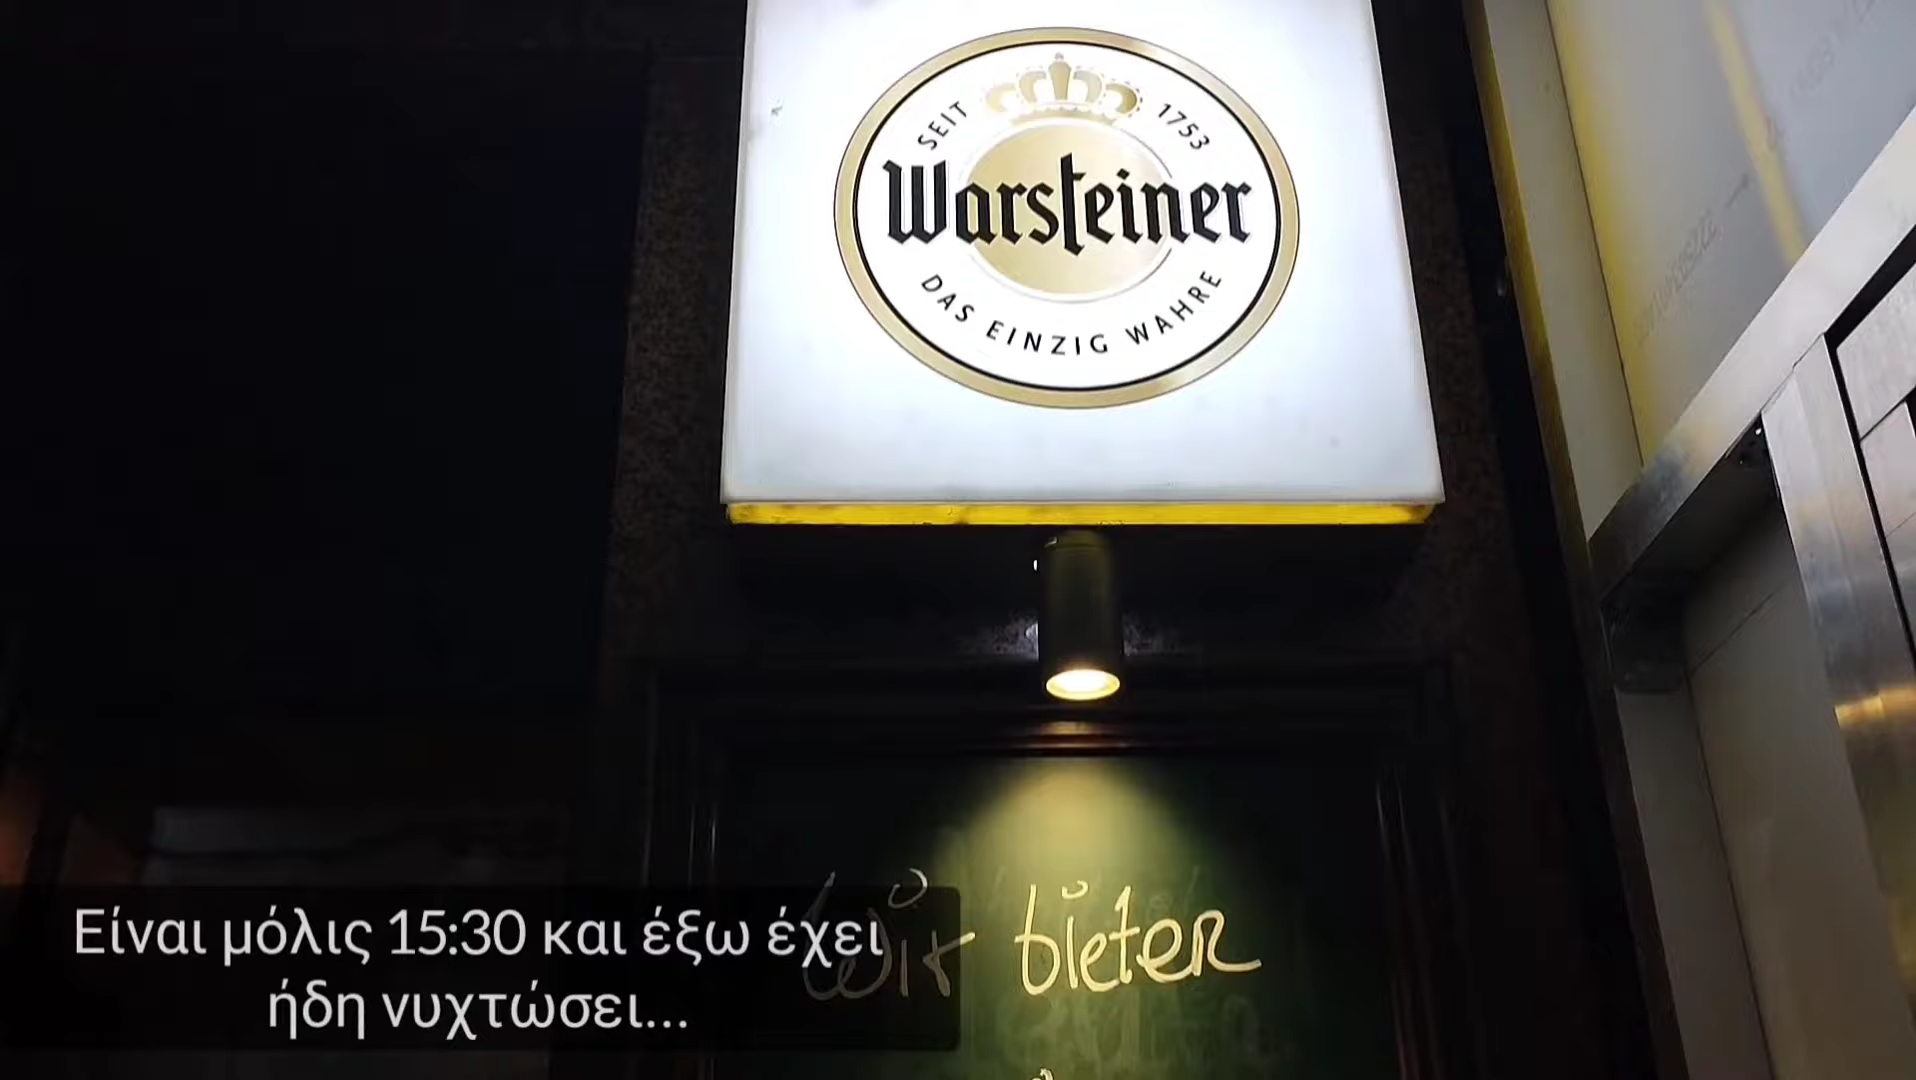 SEIT 1753
Warsteiner
DAS EINZIG WAHRE
Wir bieten
Είναι μόλις 15:30 και έξω έχει
ήδη νυχτώσει...